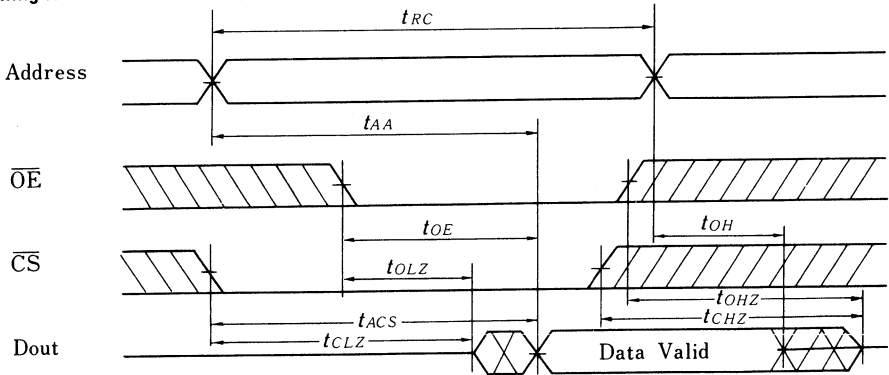 tRC
Address
tAA
OE
tOE
tOH
CS
tOLZ
tOHZ
tACS
tCHZ
tCLZ
Dout
Data Valid